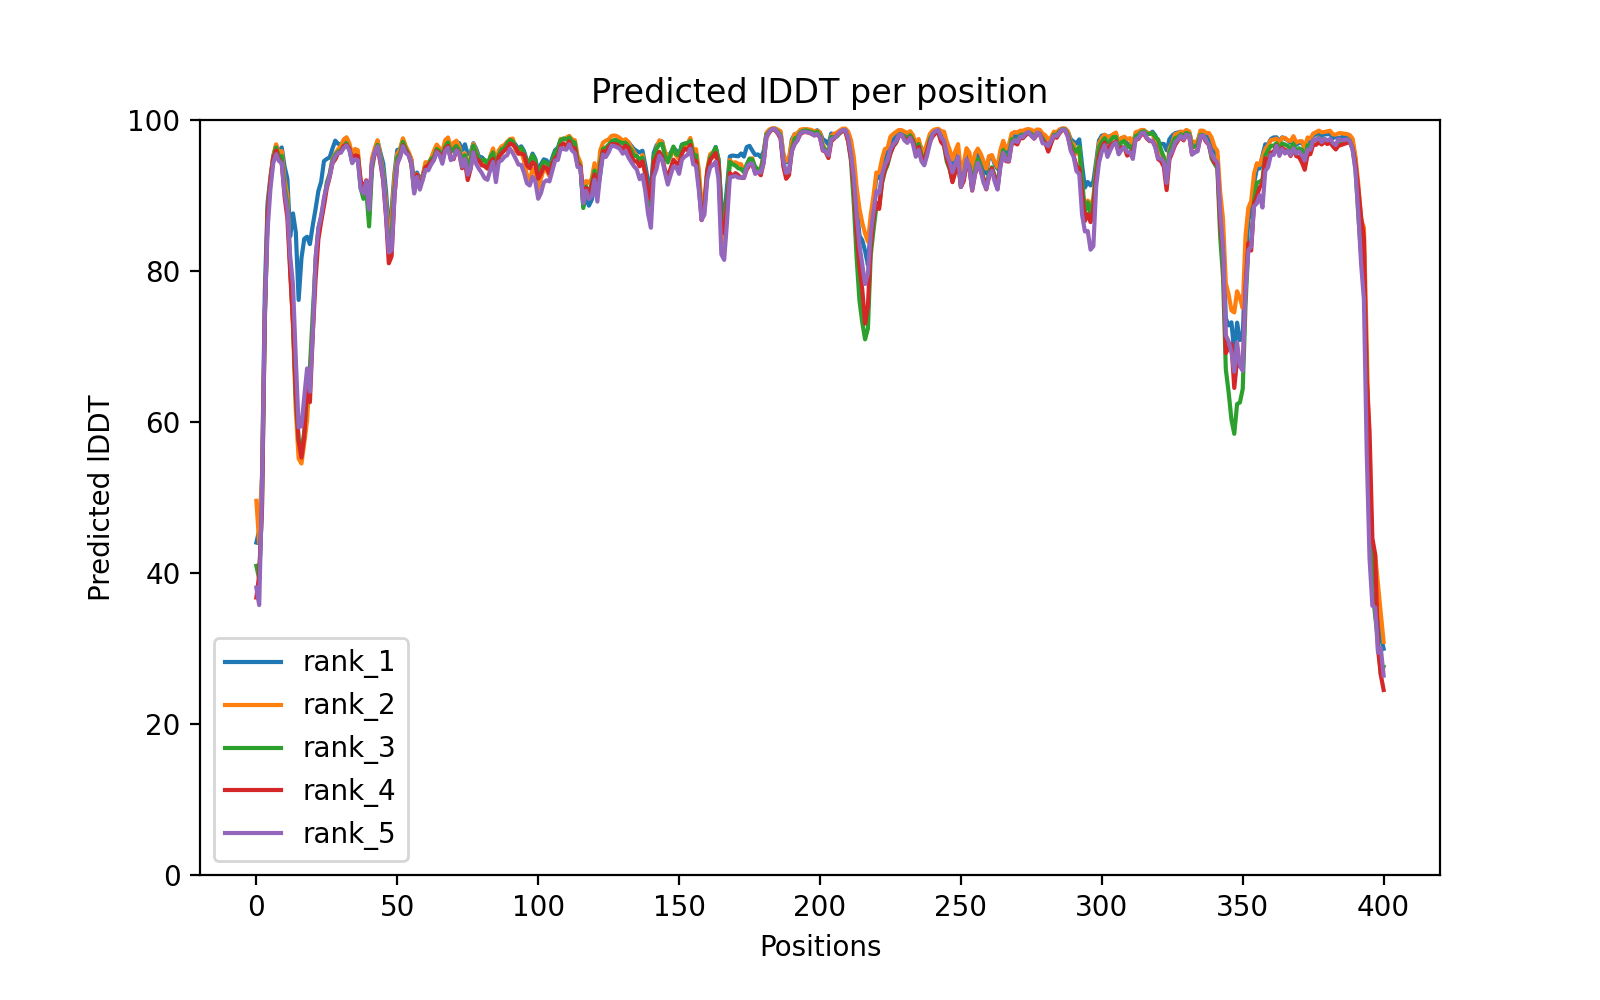 Predicted lDDT per position
100
80
60
40
20
0
Predicted lDDT
rank_1
rank_2
rank_3
rank_4
rank_5
0 50 100 150 200 250 300 350 400
Positions